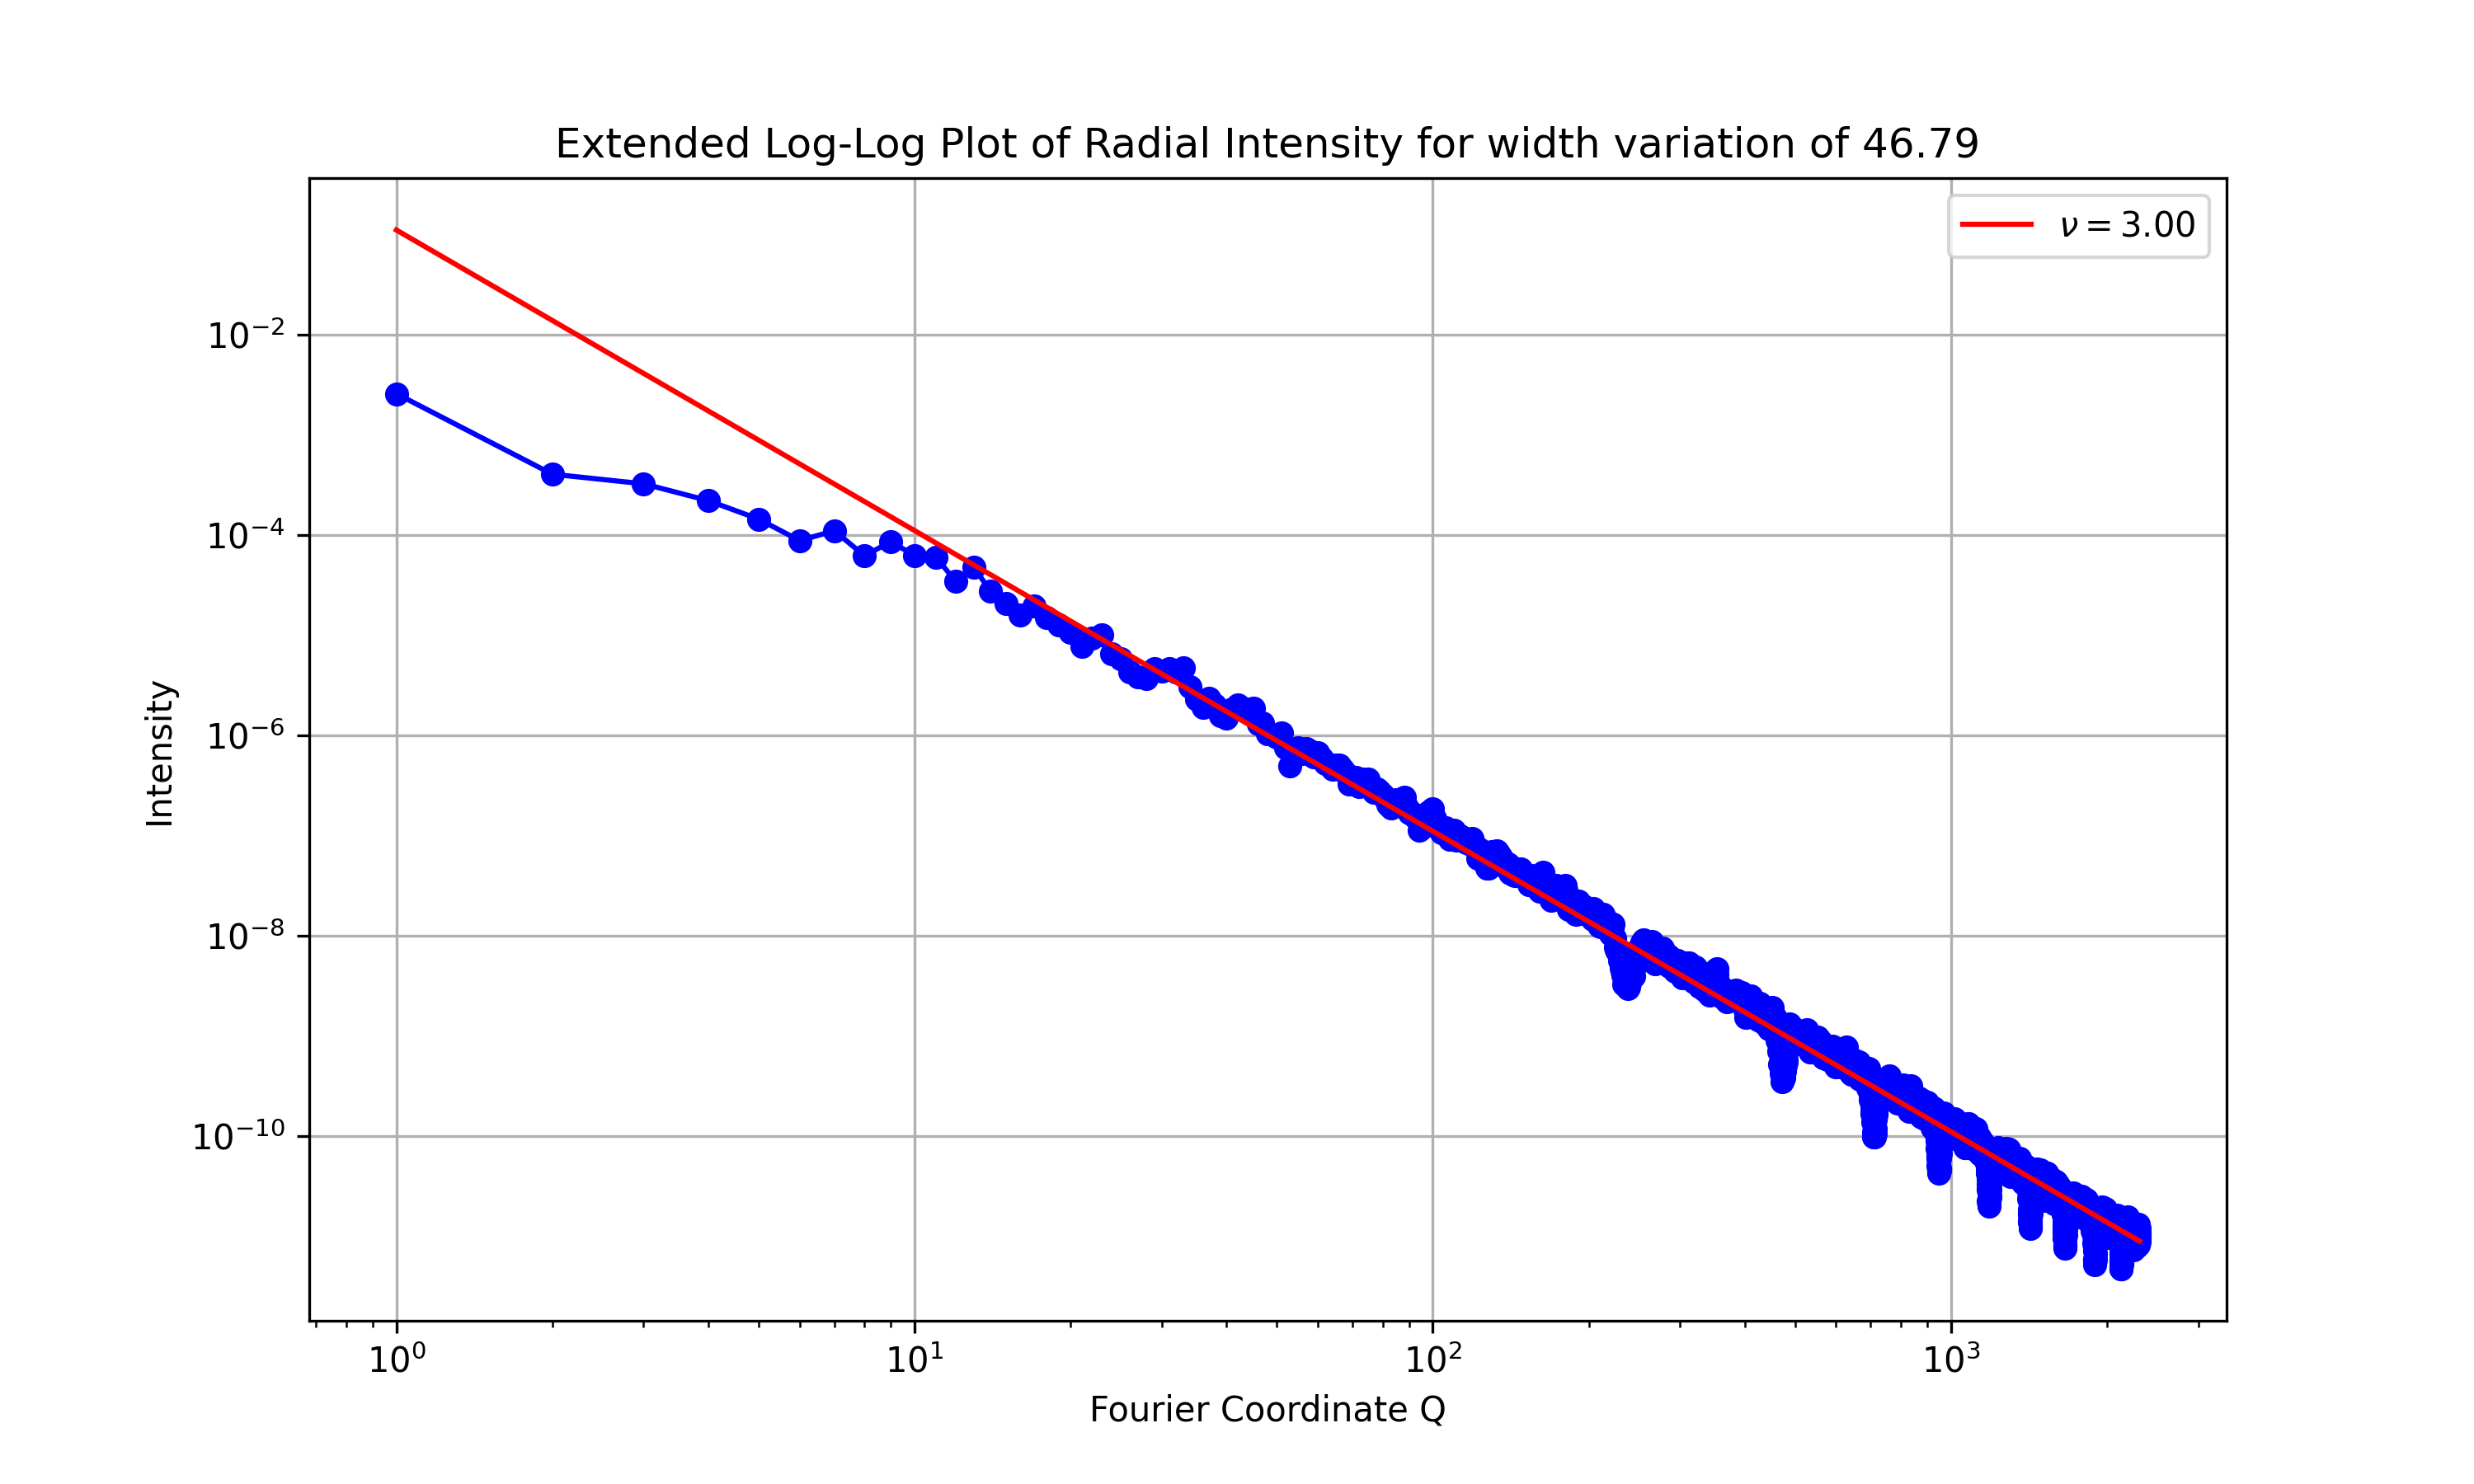 Extended Log-Log Plot of Radial Intensity for width variation of 46.79
ν = 3.00
10⁻²
10⁻⁴
10⁻⁶
10⁻⁸
10⁻¹⁰
Intensity
10⁰ 10¹ 10² 10³
Fourier Coordinate Q